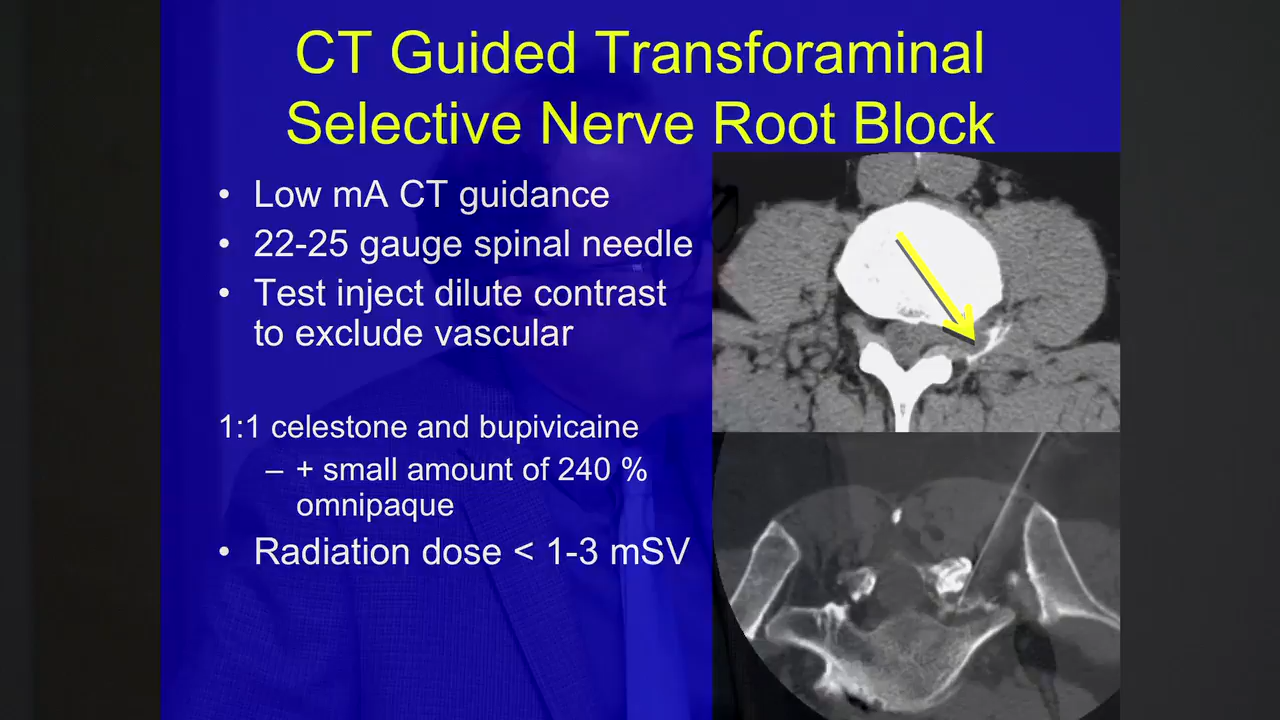 CT Guided Transforaminal
Selective Nerve Root Block
• Low mA CT guidance
• 22-25 gauge spinal needle
• Test inject dilute contrast
to exclude vascular
1:1 celestone and bupivicaine
– + small amount of 240 %
omnipaque
• Radiation dose < 1-3 mSV